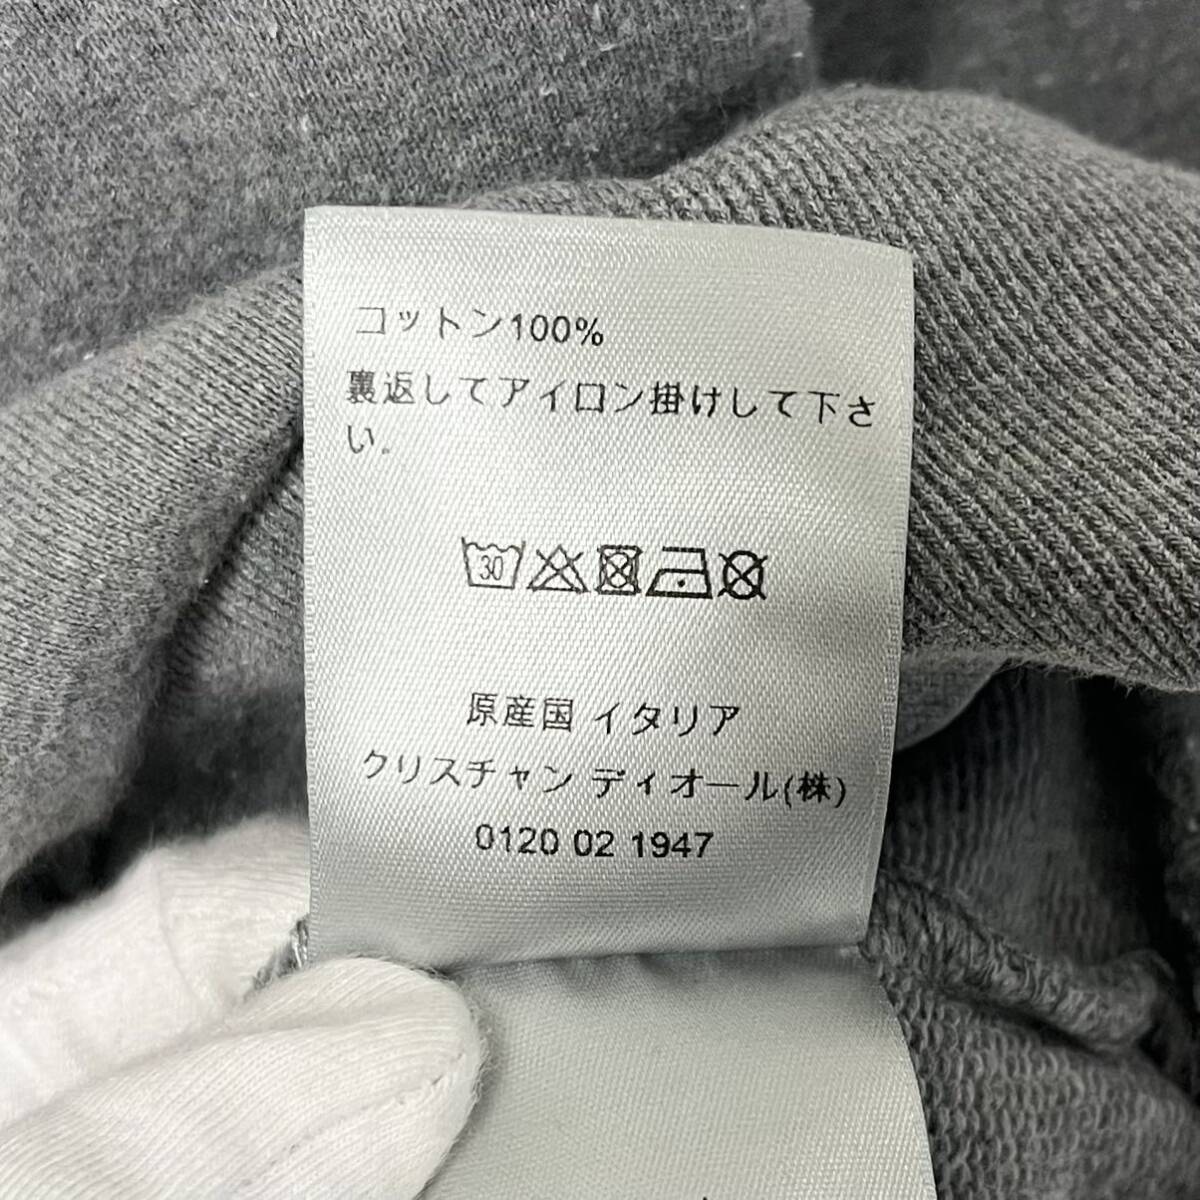 コットン100%
裏返してアイロン掛けして下さ
い.
30
原産国 イタリア
クリスチャン ディオール(株)
0120 02 1947